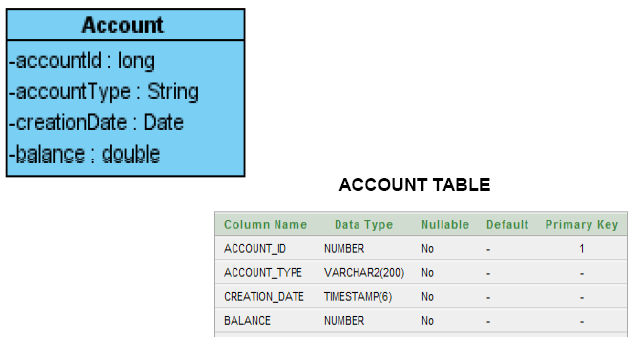 Account
-accountId : long
-accountType : String
-creationDate : Date
-balance : double
ACCOUNT TABLE
Column Name Data Type Nullable Default Primary Key
ACCOUNT_ID NUMBER No - 1
ACCOUNT_TYPE VARCHAR2(200) No - -
CREATION_DATE TIMESTAMP(6) No - -
BALANCE NUMBER No - -